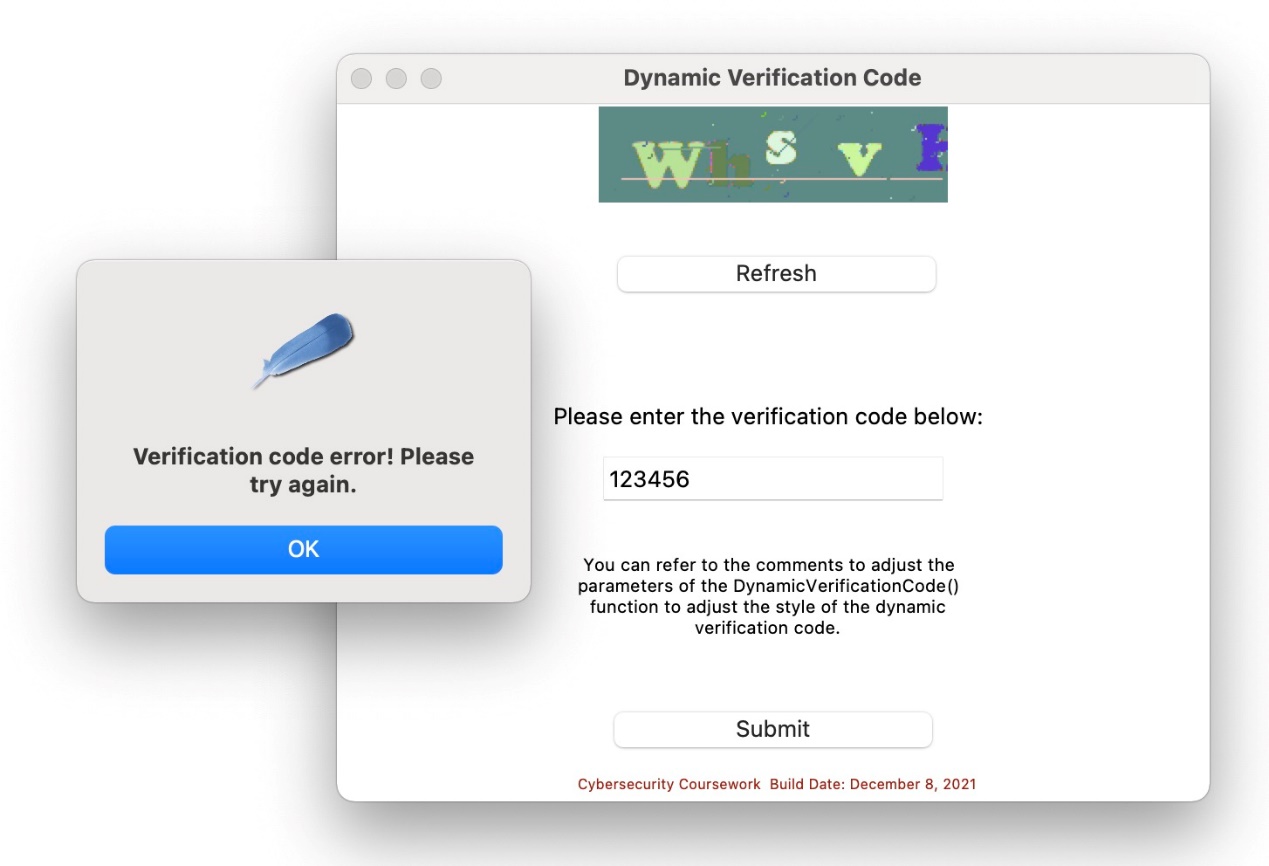 Dynamic Verification Code
W h s v
Refresh
Please enter the verification code below:
123456
You can refer to the comments to adjust the
parameters of the DynamicVerificationCode()
function to adjust the style of the dynamic
verification code.
Submit
Cybersecurity Coursework Build Date: December 8, 2021
Verification code error! Please
try again.
OK